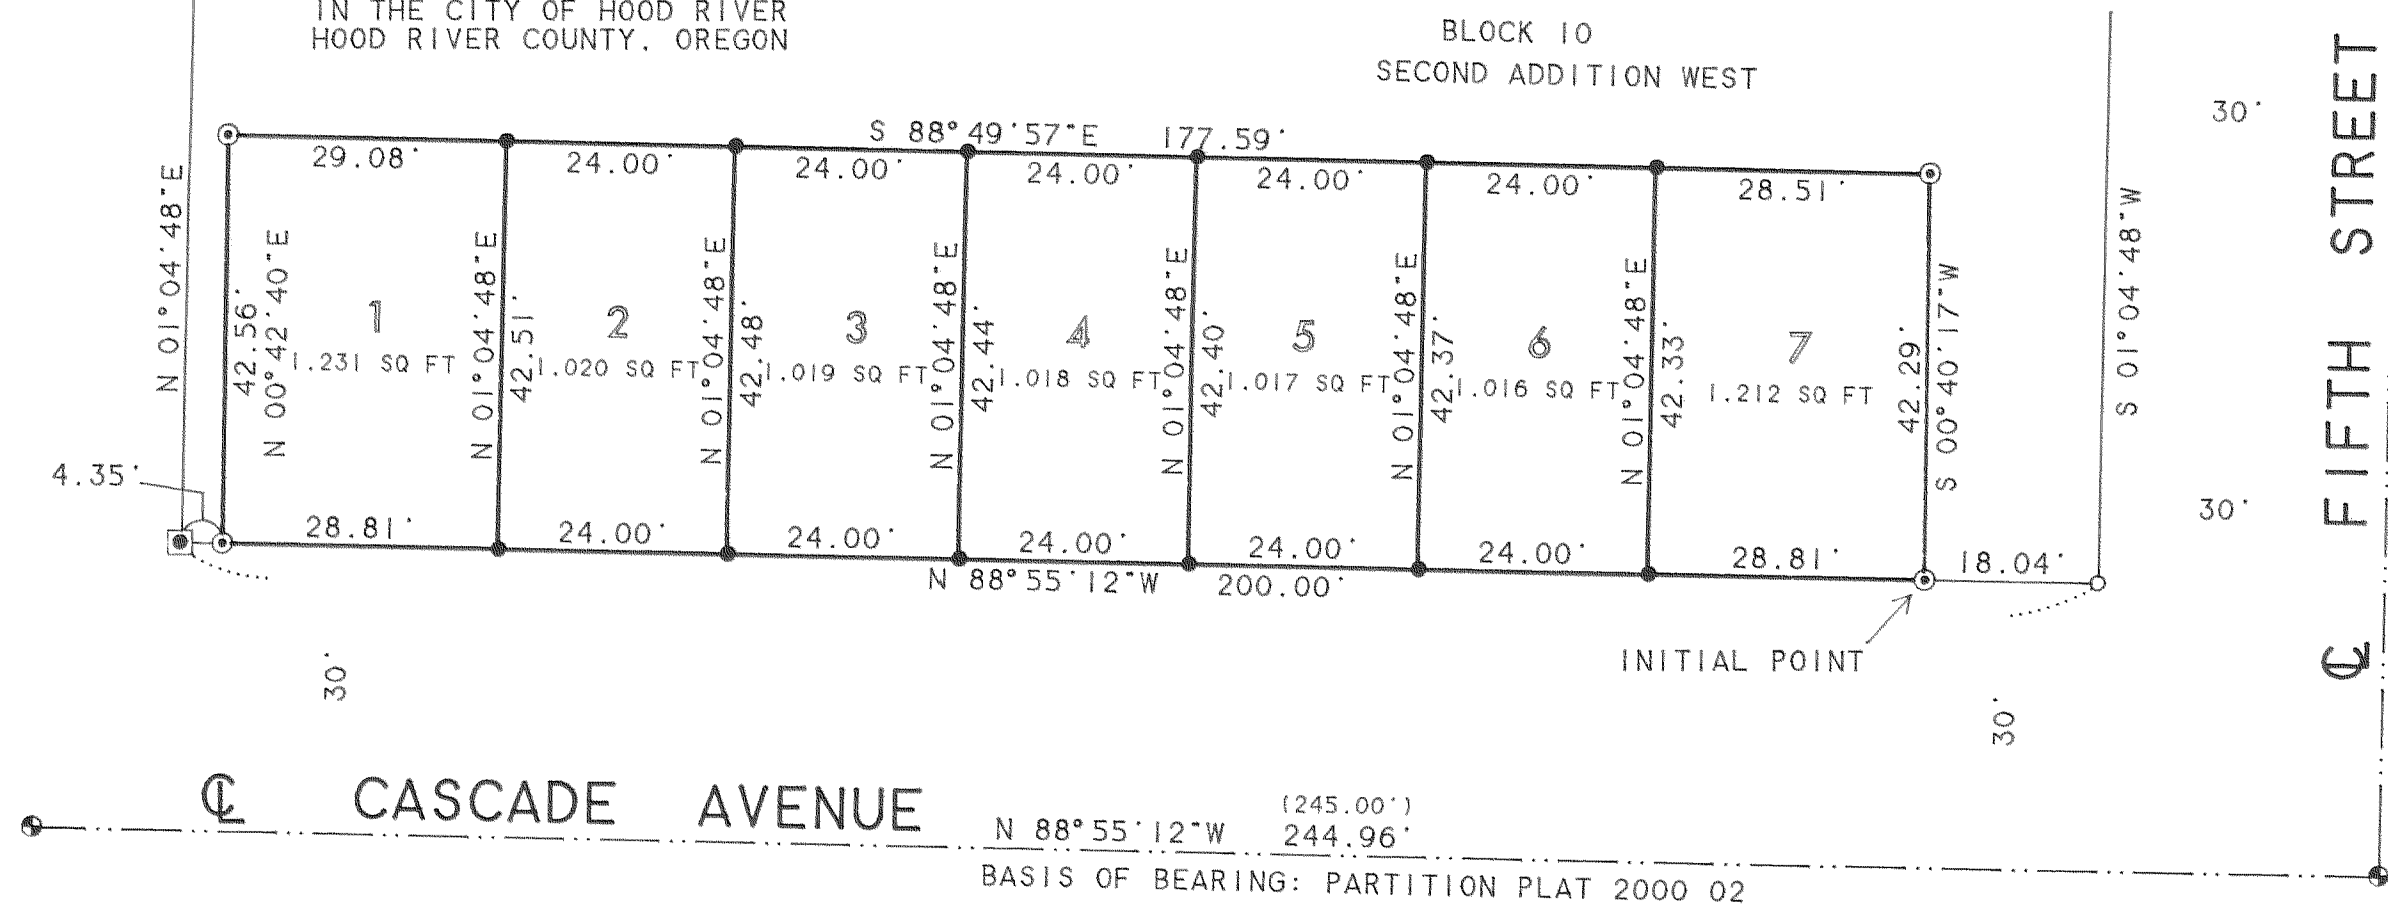 IN THE CITY OF HOOD RIVER
HOOD RIVER COUNTY, OREGON
BLOCK 10
SECOND ADDITION WEST
30'
FIFTH STREET
S 88°49'57"E 177.59'
29.08'
24.00'
24.00'
24.00'
24.00'
24.00'
28.51'
N 01°04'48"E
42.56'
N 00°42'40"E
1
1.231 SQ FT
N 01°04'48"E
42.51'
2
1.020 SQ FT
N 01°04'48"E
42.48'
3
1.019 SQ FT
N 01°04'48"E
42.44'
4
1.018 SQ FT
N 01°04'48"E
42.40'
5
1.017 SQ FT
N 01°04'48"E
42.37'
6
1.016 SQ FT
N 01°04'48"E
42.33'
7
1.212 SQ FT
42.29'
S 00°40'17"W
S 01°04'48"W
4.35'
30'
28.81'
24.00'
24.00'
24.00'
24.00'
24.00'
28.81'
18.04'
N 88°55'12"W 200.00'
INITIAL POINT
℄
30'
30'
℄ CASCADE AVENUE
(245.00')
N 88°55'12"W 244.96'
BASIS OF BEARING: PARTITION PLAT 2000 02